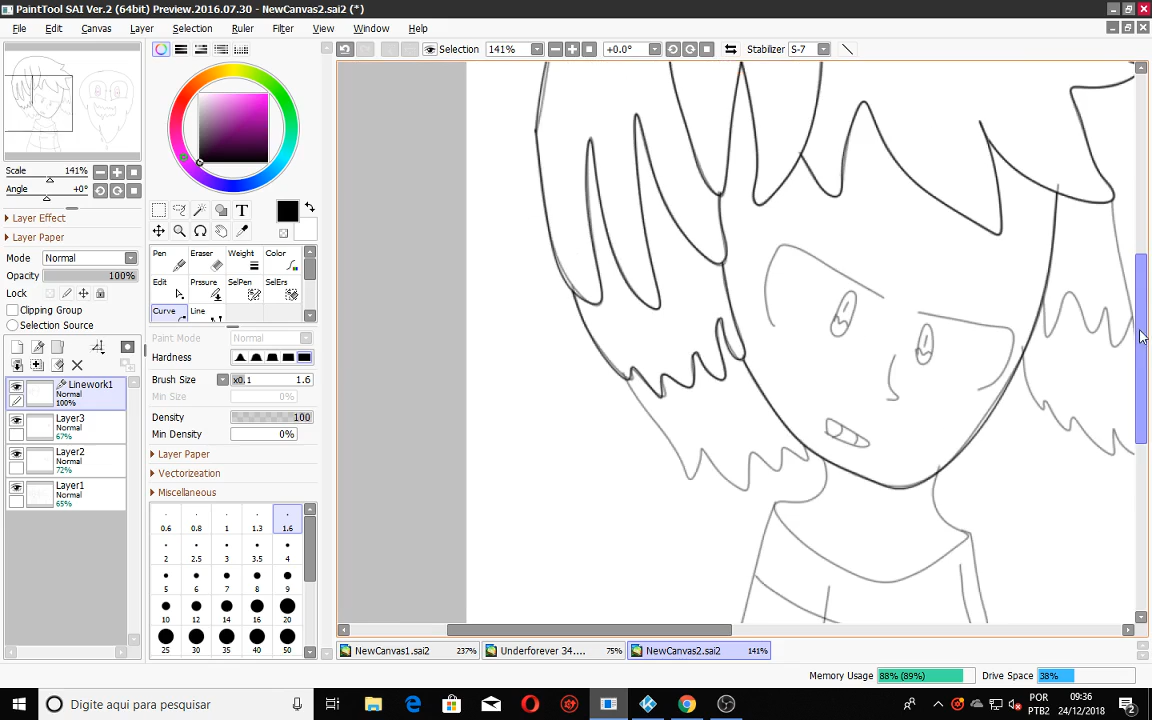 PaintTool SAI Ver.2 (64bit) Preview.2016.07.30 - NewCanvas2.sai2 (*)
File Edit Canvas Layer Selection Ruler Filter View Window Help
Selection 141% +0.0° Stabilizer S-7
Scale 141%
Angle +0°
Layer Effect
Layer Paper
Mode Normal
Opacity 100%
Lock
Clipping Group
Selection Source
Linework1
Normal
100%
Layer3
Normal
67%
Layer2
Normal
72%
Layer1
Normal
65%
T
Pen Eraser Weight Color
Edit Prssure SelPen SelErs
Curve Line
Paint Mode Normal
Hardness
Brush Size x0.1 1.6
Min Size 0%
Density 100
Min Density 0%
Layer Paper
Vectorization
Miscellaneous
0.6 0.8 1 1.3 1.6
2 2.5 3 3.5 4
5 6 7 8 9
10 12 14 16 20
25 30 35 40 50
NewCanvas1.sai2 237% Underforever 34.... 75% NewCanvas2.sai2 141%
Memory Usage 88% (89%) Drive Space 38%
Digite aqui para pesquisar
POR
PTB2
09:36
24/12/2018
2